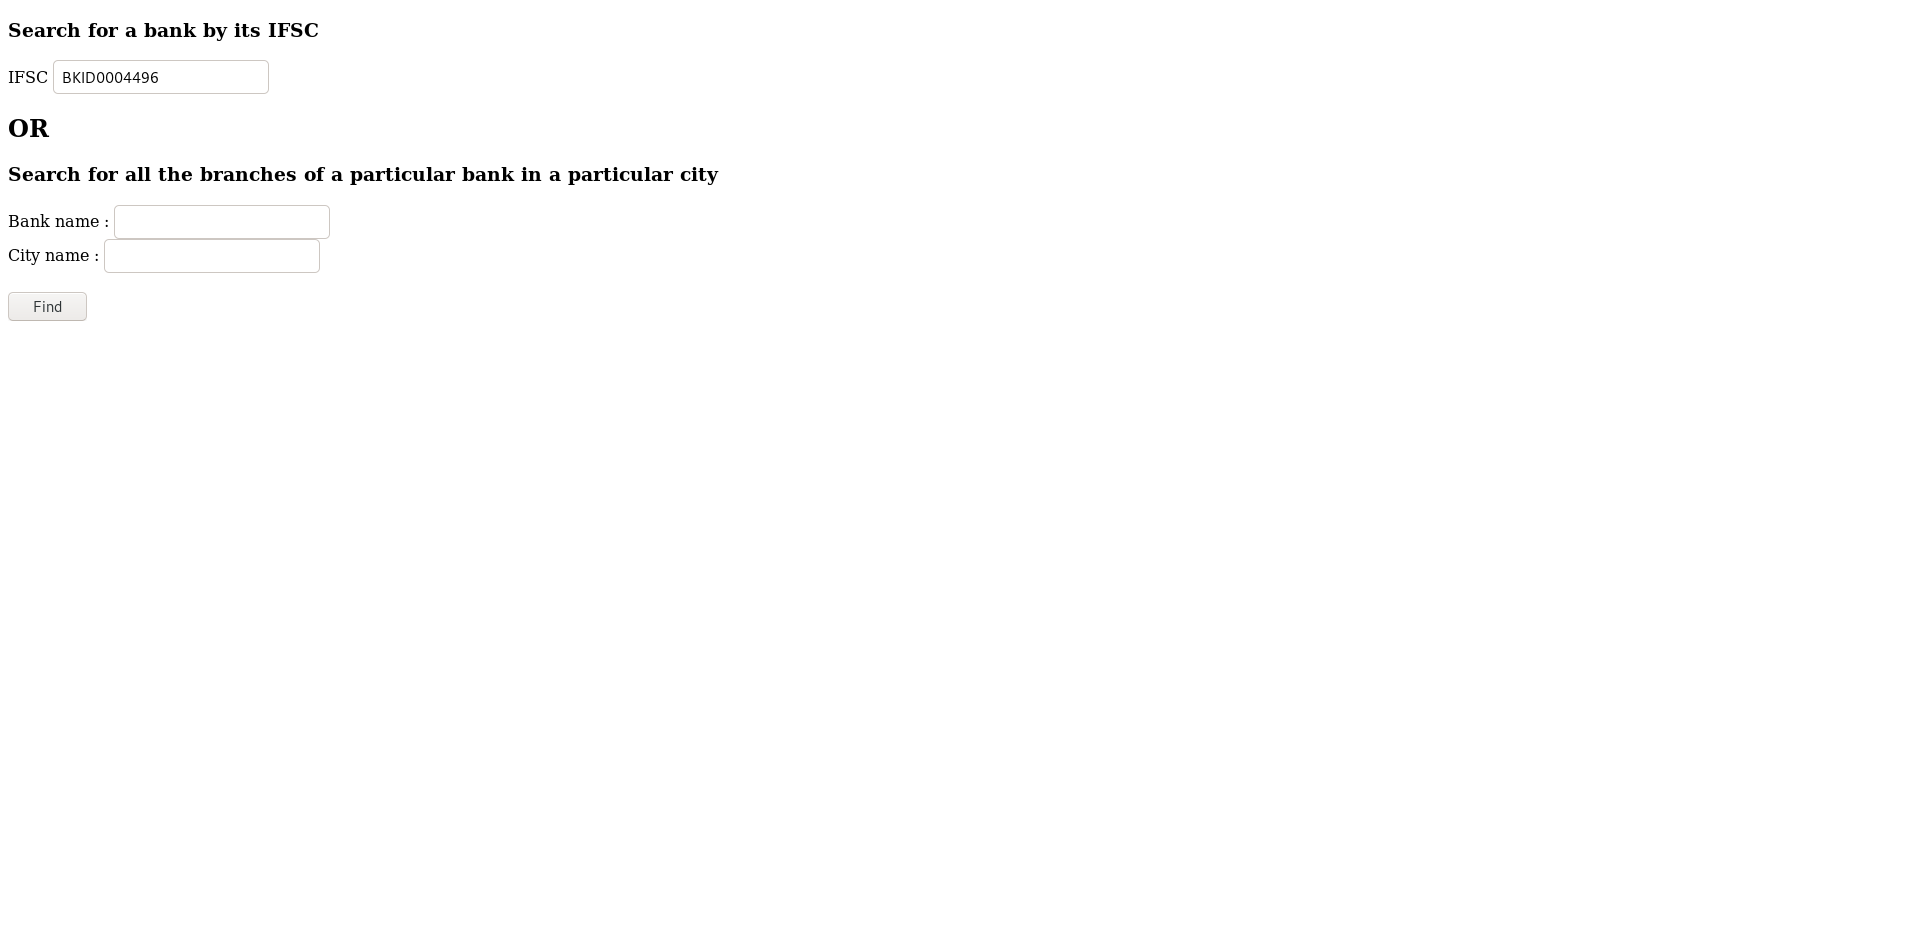 Search for a bank by its IFSC
IFSC BKID0004496
OR
Search for all the branches of a particular bank in a particular city
Bank name :
City name :
Find